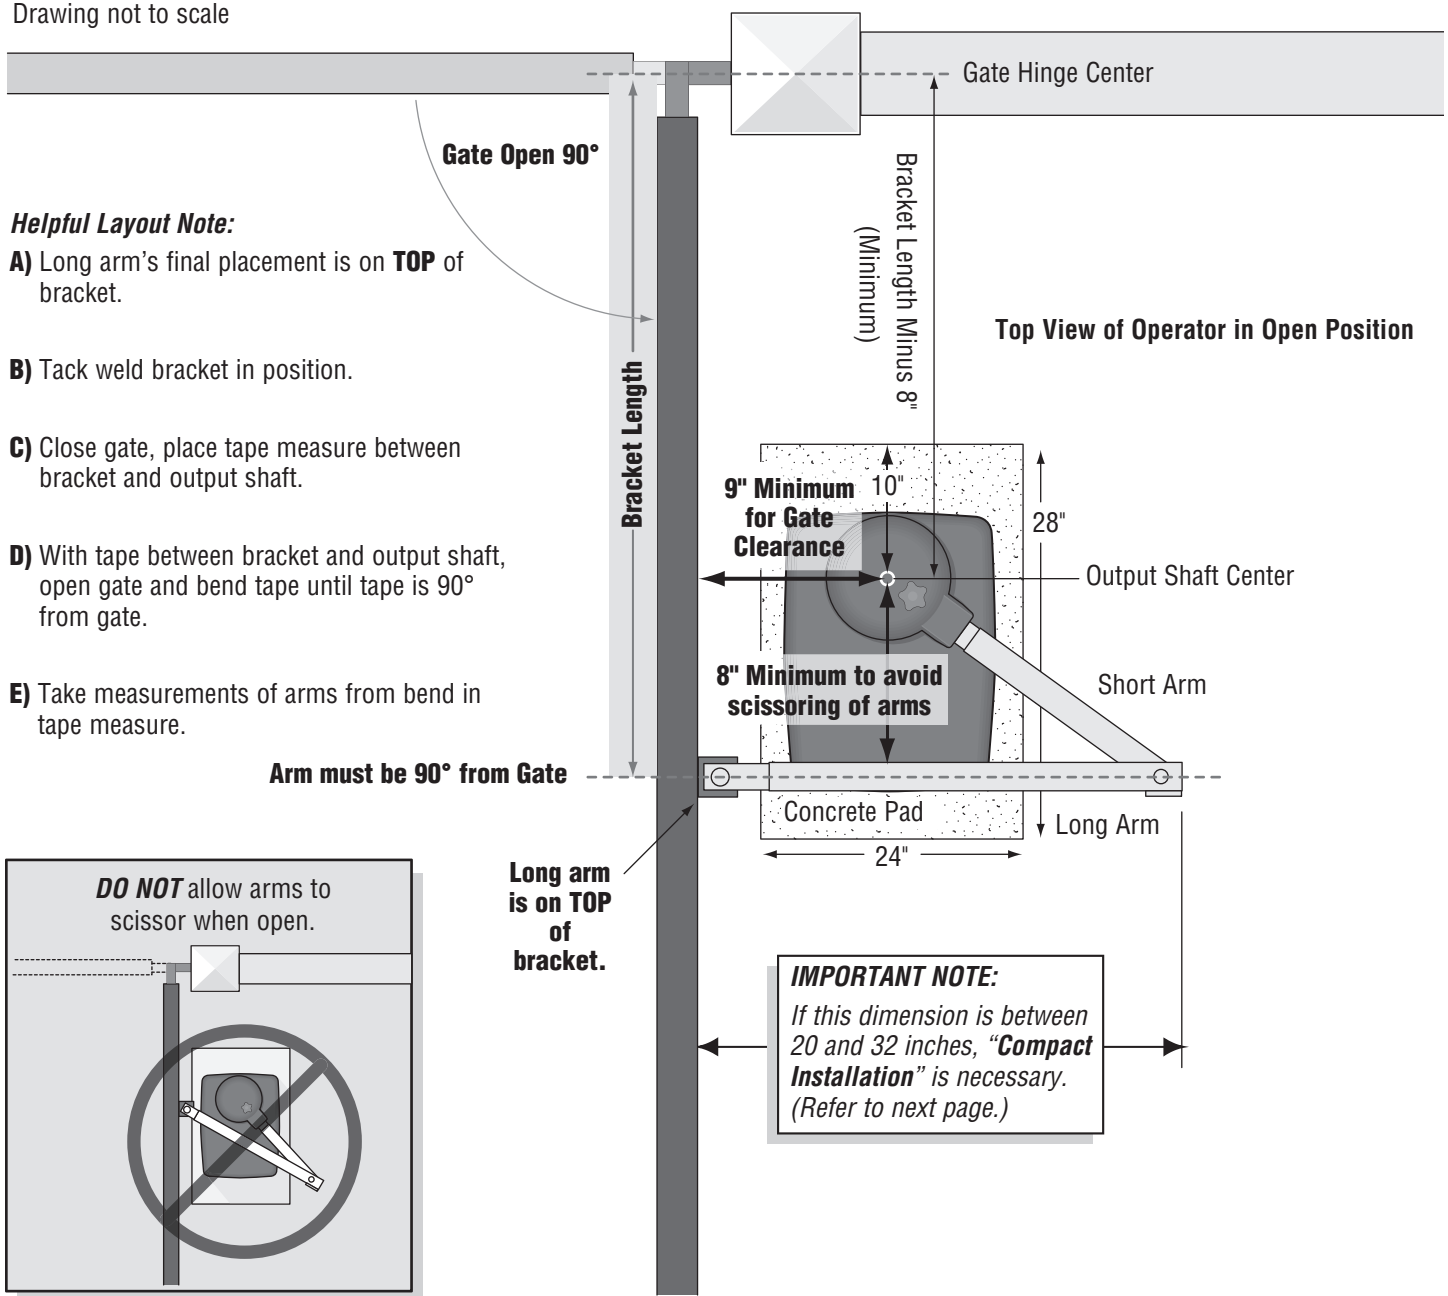 Drawing not to scale
Gate Hinge Center
Gate Open 90°
Bracket Length Minus 8"
(Minimum)
Helpful Layout Note:
A) Long arm's final placement is on TOP of
bracket.
B) Tack weld bracket in position.
C) Close gate, place tape measure between
bracket and output shaft.
D) With tape between bracket and output shaft,
open gate and bend tape until tape is 90°
from gate.
E) Take measurements of arms from bend in
tape measure.
Top View of Operator in Open Position
Bracket Length
9" Minimum
for Gate
Clearance
10"
28"
Output Shaft Center
8" Minimum to avoid
scissoring of arms
Short Arm
Arm must be 90° from Gate
Concrete Pad
Long Arm
24"
Long arm
is on TOP
of
bracket.
DO NOT allow arms to
scissor when open.
IMPORTANT NOTE:
If this dimension is between
20 and 32 inches, “Compact
Installation” is necessary.
(Refer to next page.)